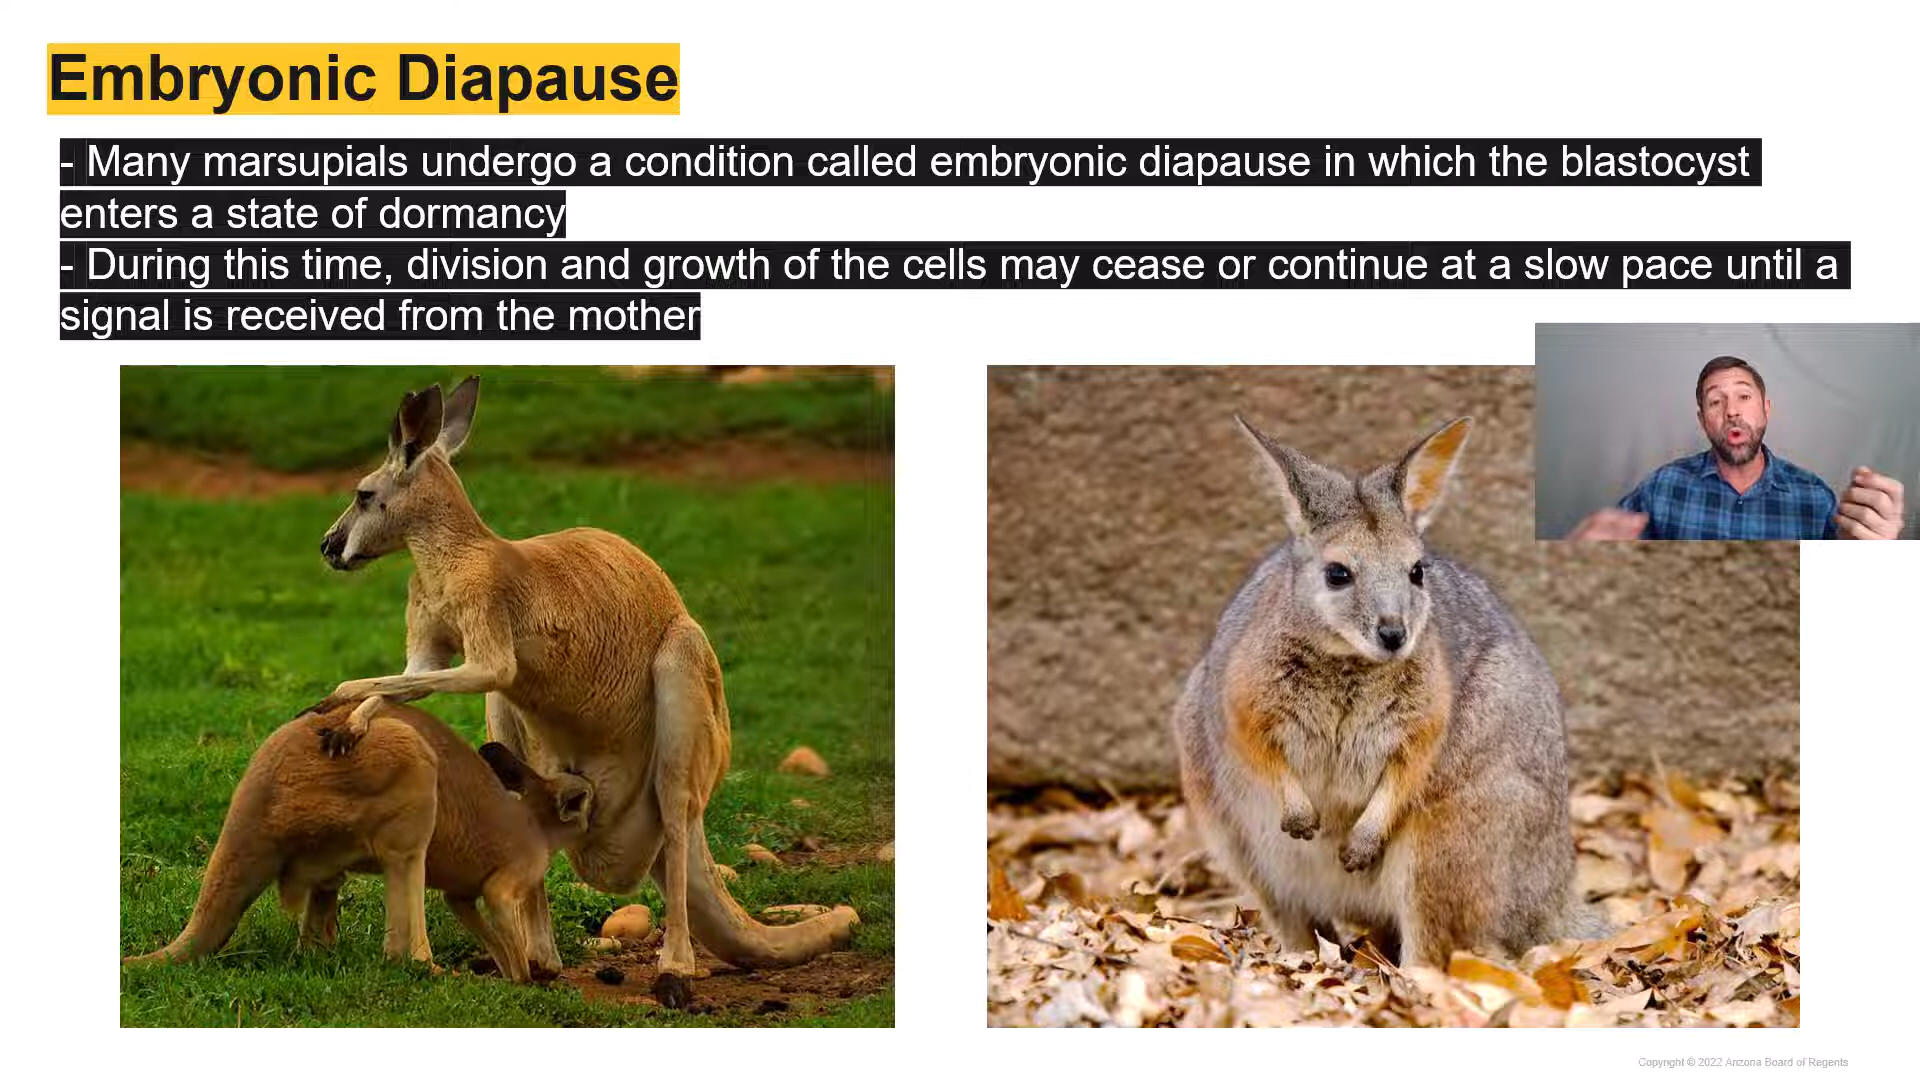 Embryonic Diapause
- Many marsupials undergo a condition called embryonic diapause in which the blastocyst
enters a state of dormancy
- During this time, division and growth of the cells may cease or continue at a slow pace until a
signal is received from the mother
Copyright © 2022 Arizona Board of Regents